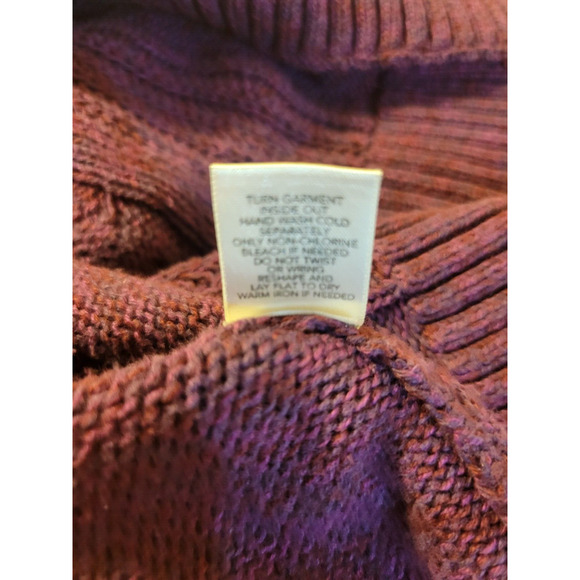 TURN GARMENT
INSIDE OUT
HAND WASH COLD
SEPARATELY
ONLY NON-CHLORINE
BLEACH IF NEEDED
DO NOT TWIST
OR WRING
RESHAPE AND
LAY FLAT TO DRY
WARM IRON IF NEEDED